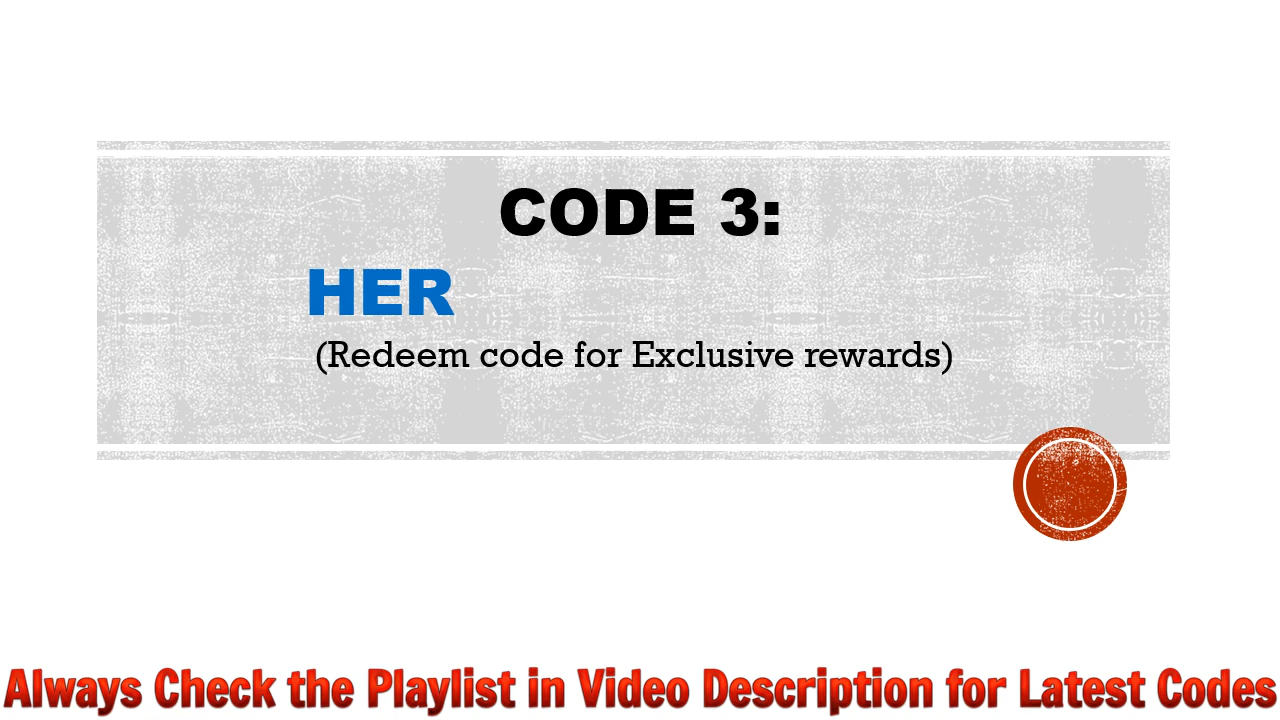 CODE 3:
HER
(Redeem code for Exclusive rewards)
Always Check the Playlist in Video Description for Latest Codes